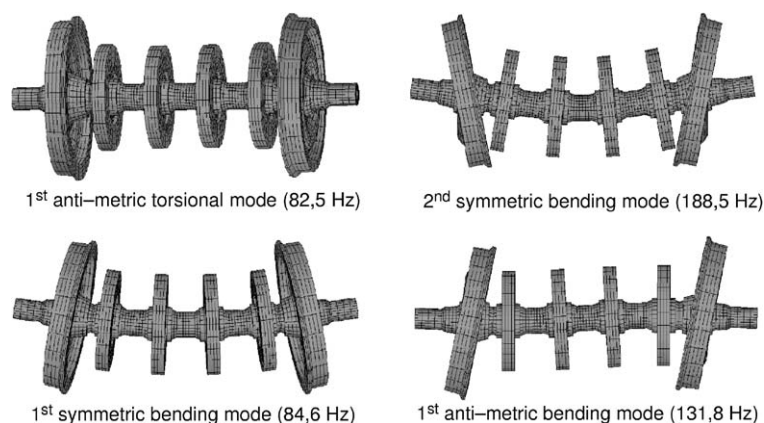 1st anti–metric torsional mode (82,5 Hz)
2nd symmetric bending mode (188,5 Hz)
1st symmetric bending mode (84,6 Hz)
1st anti–metric bending mode (131,8 Hz)